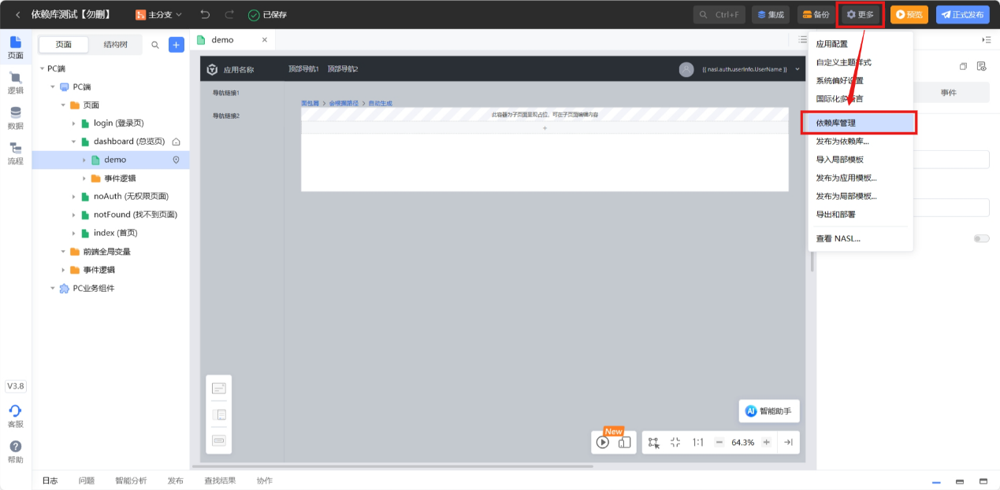 依赖库测试【勿删】
主分支
已保存
Ctrl+F
集成
备份
更多
预览
正式发布
页面
逻辑
数据
流程
V3.8
客服
帮助
页面
结构树
PC端
PC端
页面
login (登录页)
dashboard (总览页)
demo
事件逻辑
noAuth (无权限页面)
notFound (找不到页面)
index (首页)
前端全局变量
事件逻辑
PC业务组件
demo
应用名称
顶部导航1
顶部导航2
{{ nasl.auth.userInfo.UserName }}
导航链接1
导航链接2
面包屑 > 会根据路径 > 自动生成
此容器为子页面呈现占位，可在子页面编辑内容
+
应用配置
自定义主题样式
系统偏好设置
国际化多语言
依赖库管理
发布为依赖库...
导入局部模板
发布为应用模板...
发布为局部模板...
导出和部署
查看 NASL...
事件
AI 智能助手
New
1:1
64.3%
日志
问题
智能分析
发布
查找结果
协作